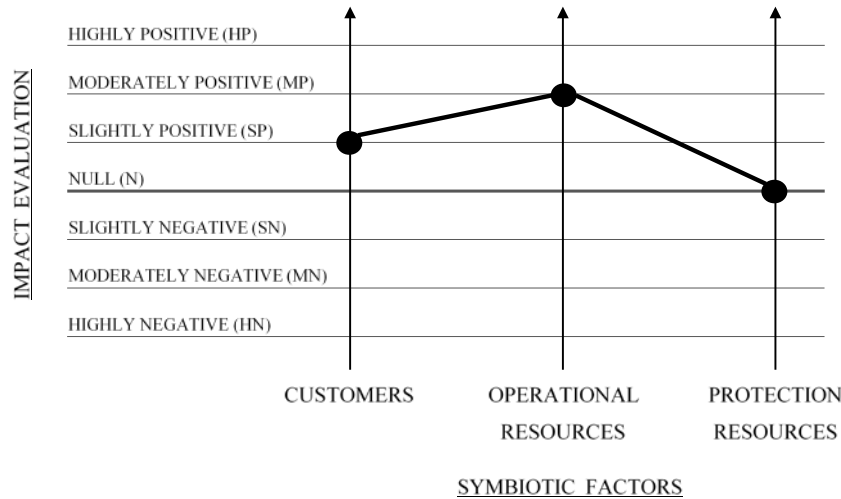 HIGHLY POSITIVE (HP)
MODERATELY POSITIVE (MP)
SLIGHTLY POSITIVE (SP)
NULL (N)
SLIGHTLY NEGATIVE (SN)
MODERATELY NEGATIVE (MN)
HIGHLY NEGATIVE (HN)
IMPACT EVALUATION
CUSTOMERS
OPERATIONAL
RESOURCES
PROTECTION
RESOURCES
SYMBIOTIC FACTORS